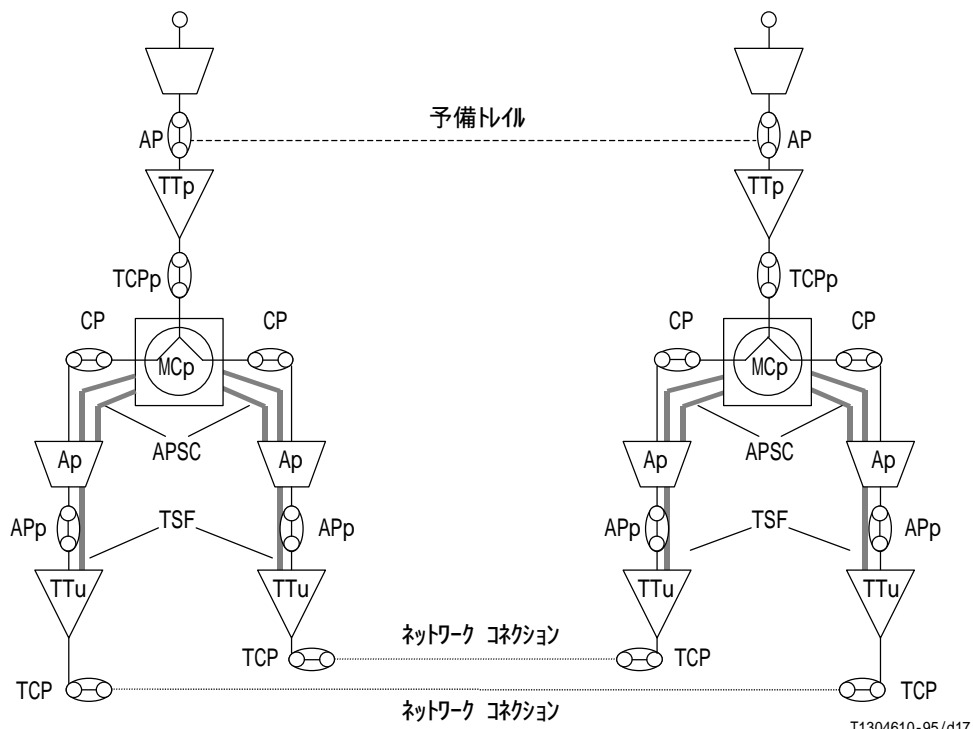 予備トレイル
AP
AP
TTp
TTp
TCPp
TCPp
CP
CP
CP
CP
MCp
MCp
APSC
APSC
Ap
Ap
Ap
Ap
APp
TSF
APp
APp
TSF
APp
TTu
TTu
TTu
TTu
ネットワーク コネクション
TCP
TCP
TCP
TCP
ネットワーク コネクション
T1304610-95/d17